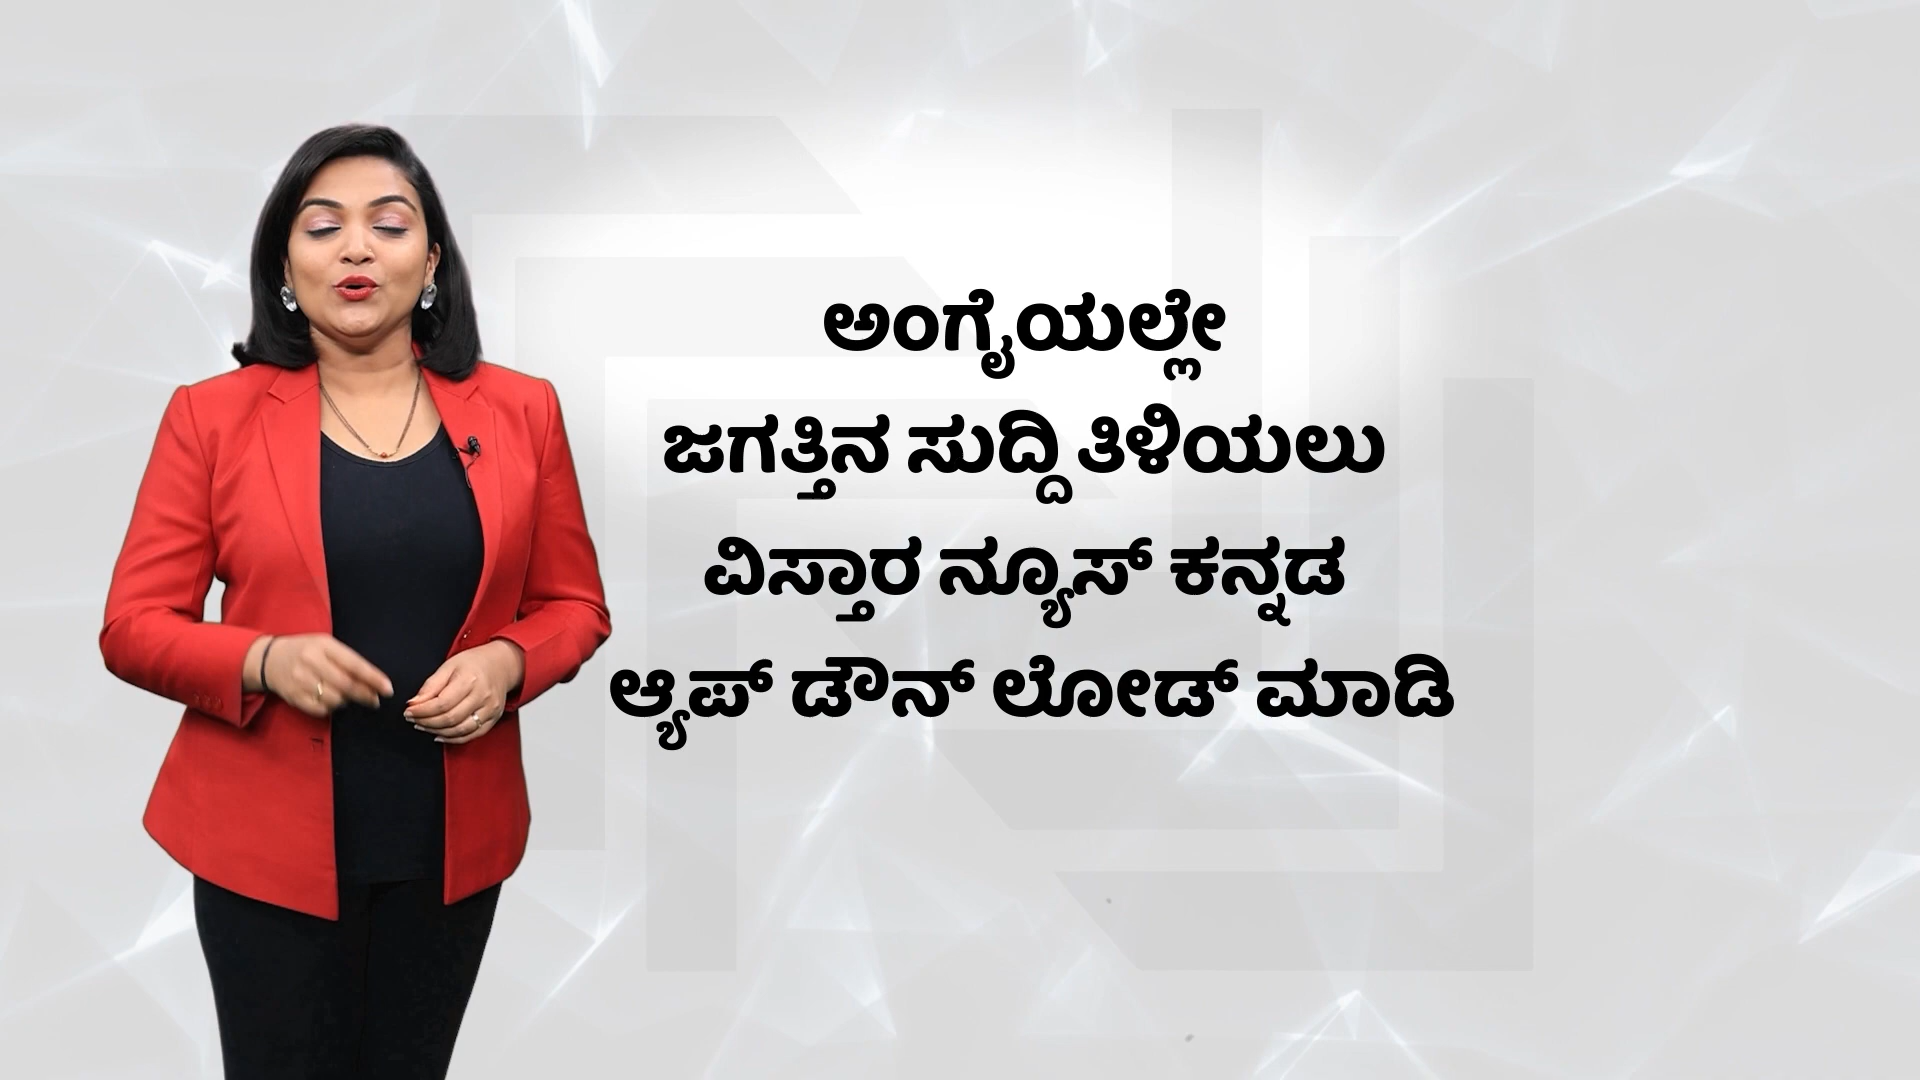 ಅಂಗೈಯಲ್ಲೇ
ಜಗತ್ತಿನ ಸುದ್ದಿ ತಿಳಿಯಲು
ವಿಸ್ತಾರ ನ್ಯೂಸ್ ಕನ್ನಡ
ಆ್ಯಪ್ ಡೌನ್ ಲೋಡ್ ಮಾಡಿ